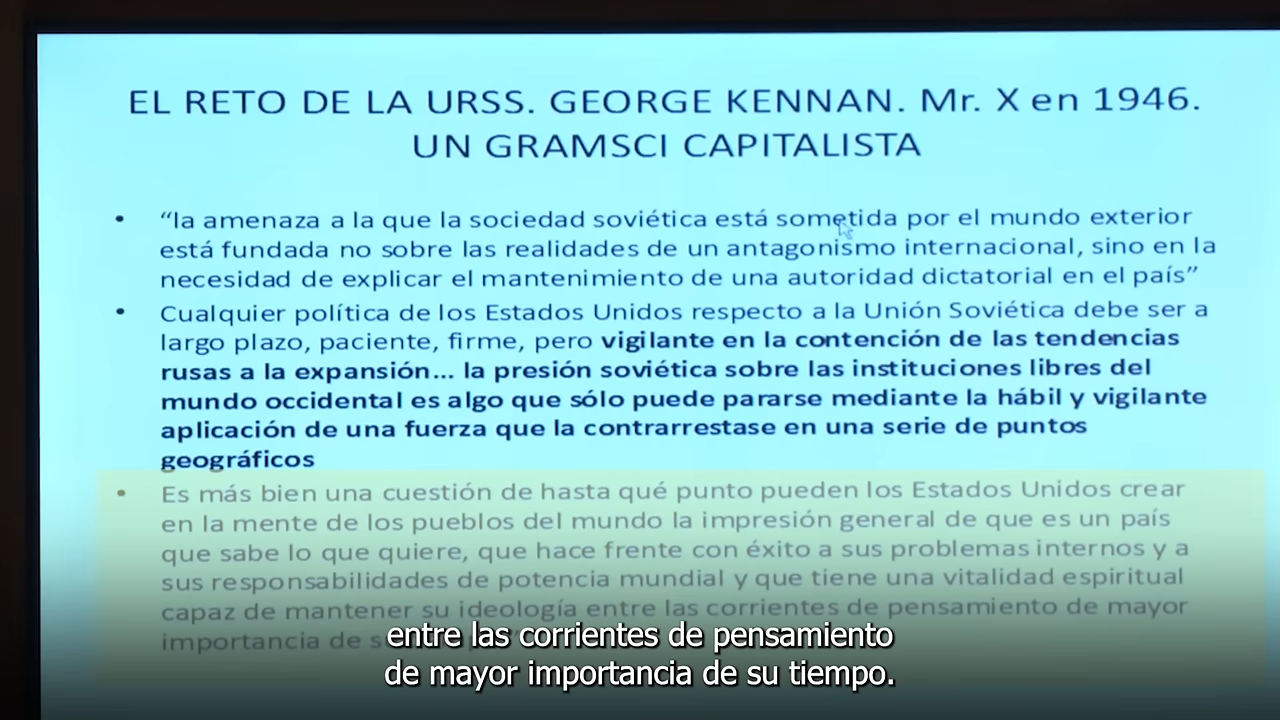 EL RETO DE LA URSS. GEORGE KENNAN. Mr. X en 1946.
UN GRAMSCI CAPITALISTA
• “la amenaza a la que la sociedad soviética está sometida por el mundo exterior
está fundada no sobre las realidades de un antagonismo internacional, sino en la
necesidad de explicar el mantenimiento de una autoridad dictatorial en el país”
• Cualquier política de los Estados Unidos respecto a la Unión Soviética debe ser a
largo plazo, paciente, firme, pero vigilante en la contención de las tendencias
rusas a la expansión... la presión soviética sobre las instituciones libres del
mundo occidental es algo que sólo puede pararse mediante la hábil y vigilante
aplicación de una fuerza que la contrarrestase en una serie de puntos
geográficos
• Es más bien una cuestión de hasta qué punto pueden los Estados Unidos crear
en la mente de los pueblos del mundo la impresión general de que es un país
que sabe lo que quiere, que hace frente con éxito a sus problemas internos y a
sus responsabilidades de potencia mundial y que tiene una vitalidad espiritual
capaz de mantener su ideología entre las corrientes de pensamiento de mayor
importancia de
entre las corrientes de pensamiento
de mayor importancia de su tiempo.